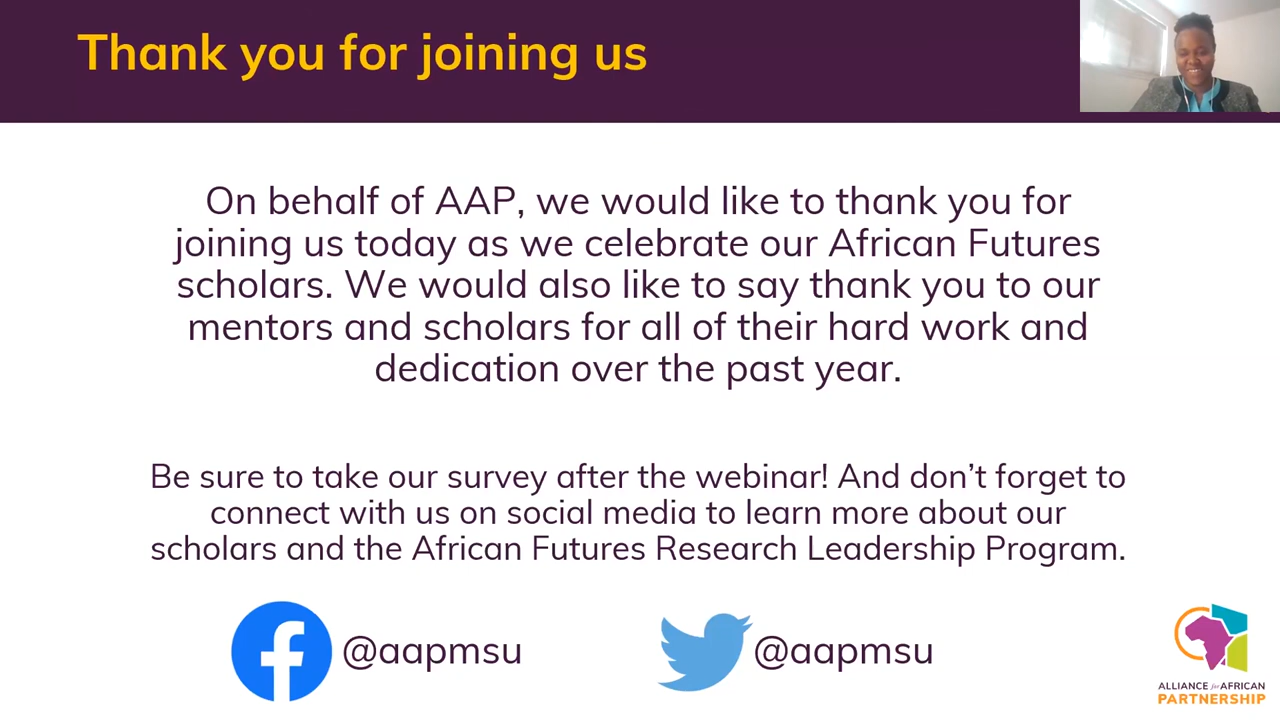 Thank you for joining us
On behalf of AAP, we would like to thank you for
joining us today as we celebrate our African Futures
scholars. We would also like to say thank you to our
mentors and scholars for all of their hard work and
dedication over the past year.
Be sure to take our survey after the webinar! And don’t forget to
connect with us on social media to learn more about our
scholars and the African Futures Research Leadership Program.
@aapmsu
@aapmsu
ALLIANCE for AFRICAN
PARTNERSHIP